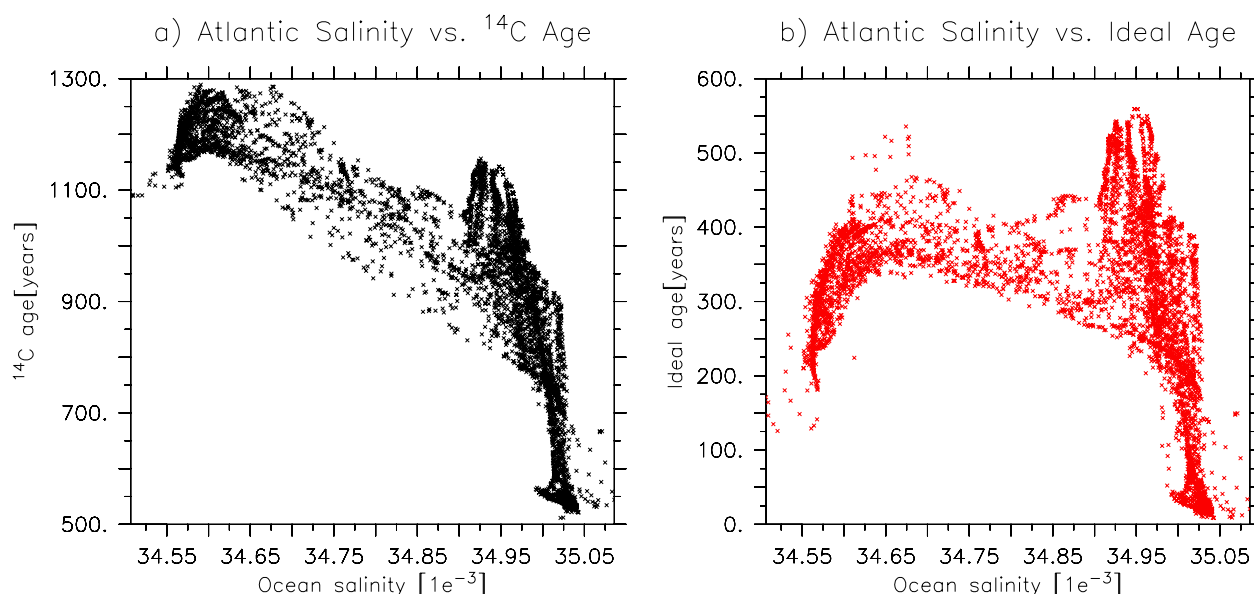 a) Atlantic Salinity vs. ¹⁴C Age
1300.
1100.
900.
700.
500.
¹⁴C age[years]
34.55 34.65 34.75 34.85 34.95 35.05
Ocean salinity [1e⁻³]
b) Atlantic Salinity vs. Ideal Age
600.
500.
400.
300.
200.
100.
0.
Ideal age[years]
34.55 34.65 34.75 34.85 34.95 35.05
Ocean salinity [1e⁻³]